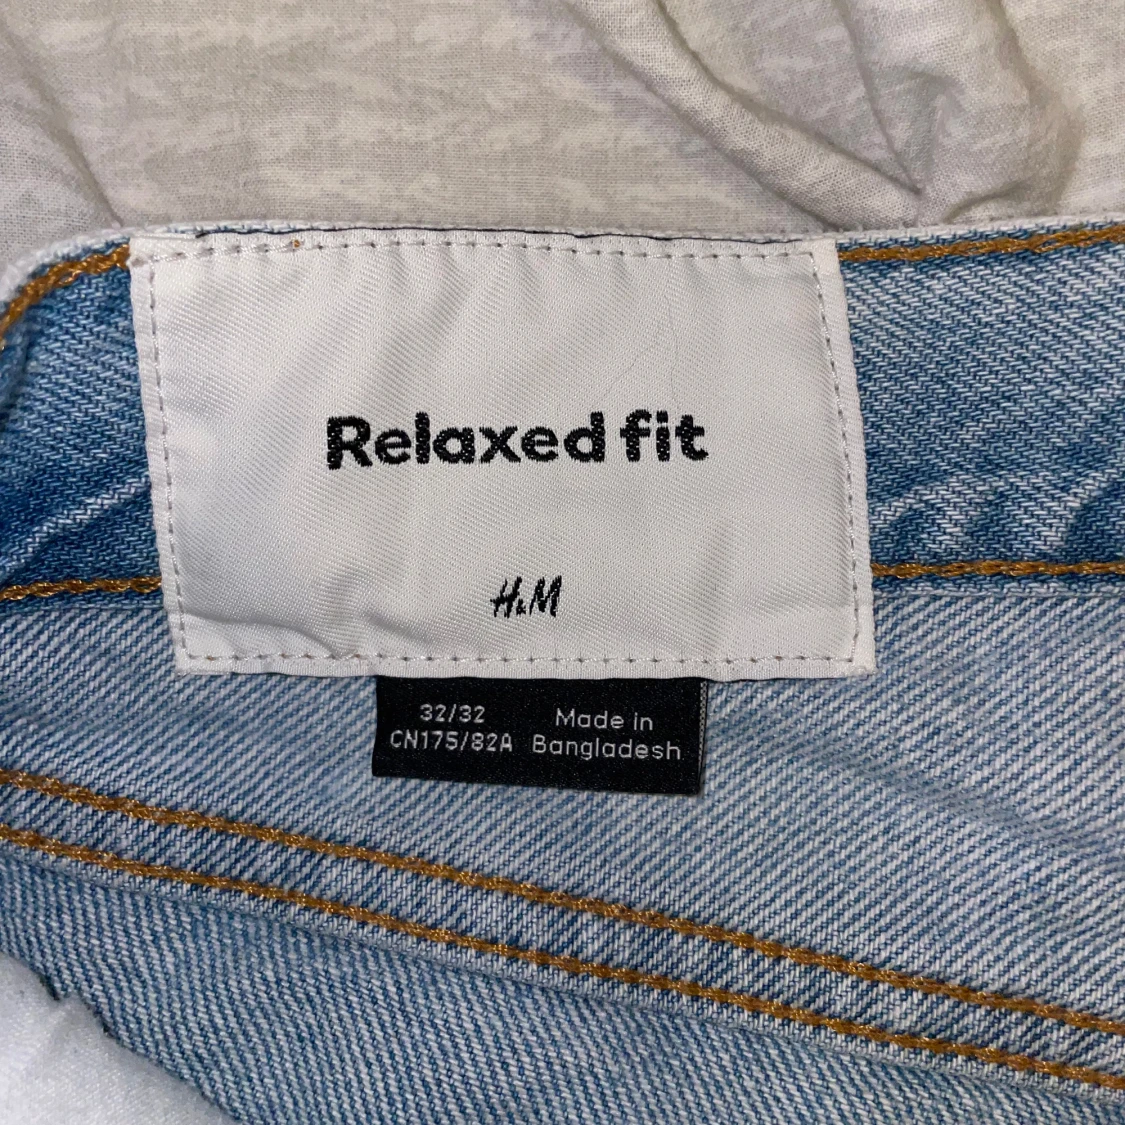 Relaxed fit
H&M
32/32
CN175/82A
Made in
Bangladesh